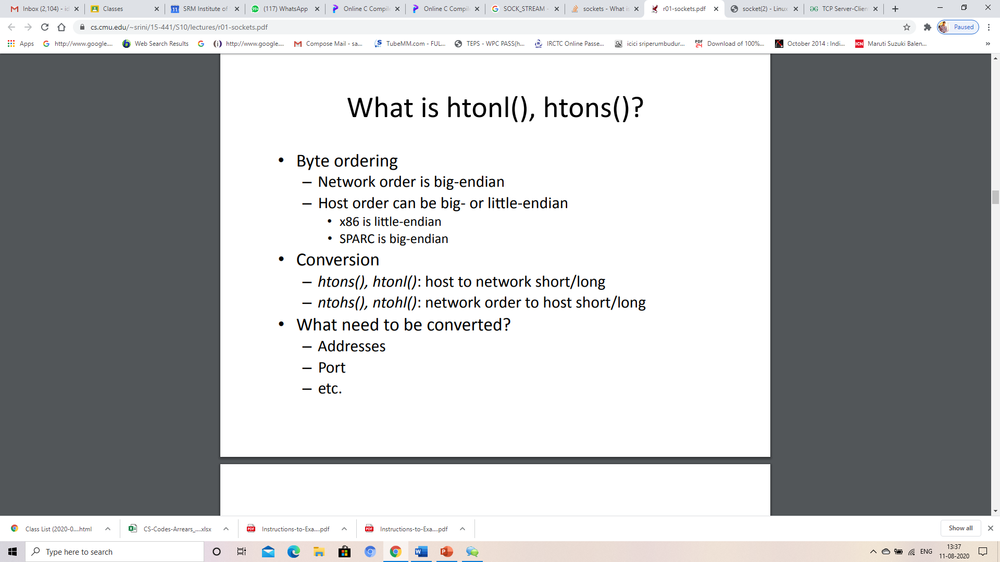 Inbox (2,104) - id
Classes
SRM Institute of
(117) WhatsApp
Online C Compile
Online C Compile
SOCK_STREAM -
sockets - What is
r01-sockets.pdf
socket(2) - Linux
TCP Server-Clien
cs.cmu.edu/~srini/15-441/S10/lectures/r01-sockets.pdf
Paused
Apps
http://www.google....
Web Search Results
http://www.google....
Compose Mail - sa...
TubeMM.com - FUL...
TEPS - WPC PASS(h...
IRCTC Online Passe...
icici sriperumbudur...
Download of 100%...
October 2014 : Indi...
Maruti Suzuki Balen...
What is htonl(), htons()?
• Byte ordering
– Network order is big-endian
– Host order can be big- or little-endian
• x86 is little-endian
• SPARC is big-endian
• Conversion
– htons(), htonl(): host to network short/long
– ntohs(), ntohl(): network order to host short/long
• What need to be converted?
– Addresses
– Port
– etc.
Class List (2020-0....html
CS-Codes-Arrears_....xlsx
Instructions-to-Exa....pdf
Instructions-to-Exa....pdf
Show all
Type here to search
ENG
13:37
11-08-2020